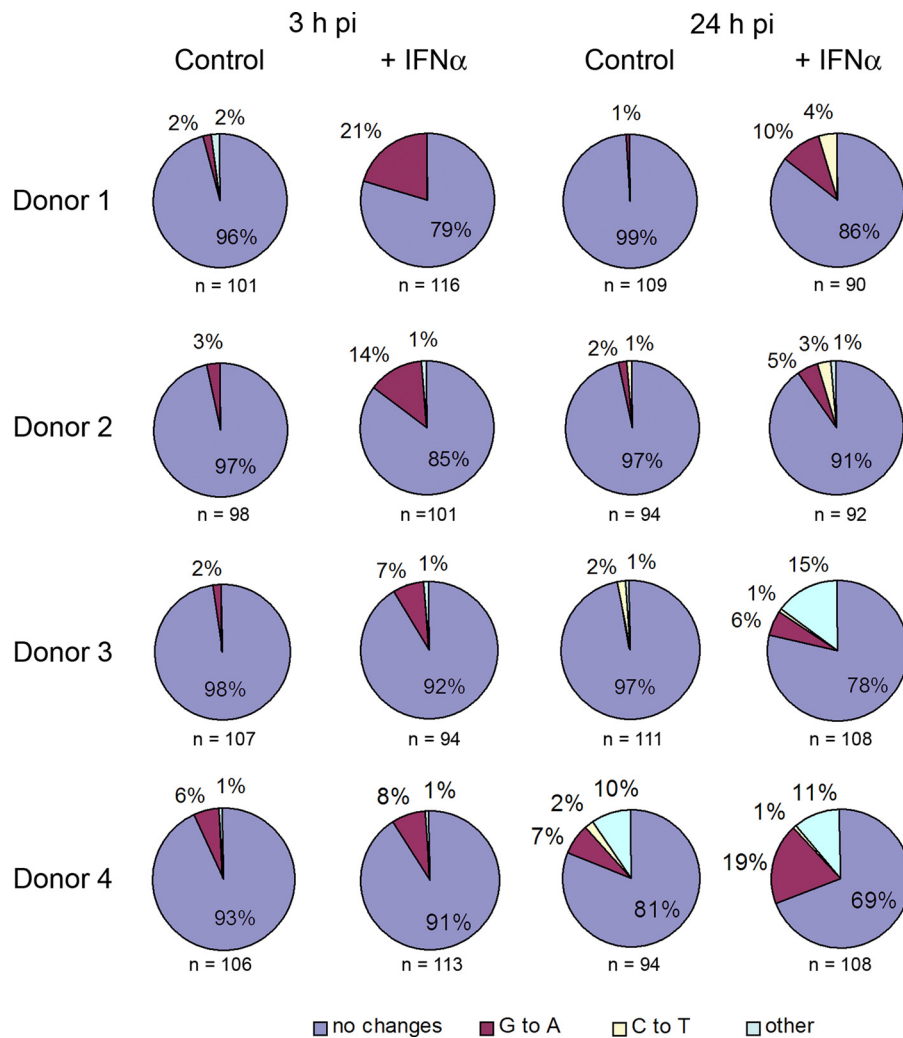 3 h pi 24 h pi
Control + IFNα Control + IFNα
2% 2% 21% 1% 10% 4%
Donor 1 96% 79% 99% 86%
n = 101 n = 116 n = 109 n = 90
3% 14% 1% 2% 1% 5% 3% 1%
Donor 2 97% 85% 97% 91%
n = 98 n =101 n = 94 n = 92
2% 7% 1% 2% 1% 6% 1% 15%
Donor 3 98% 92% 97% 78%
n = 107 n = 94 n = 111 n = 108
6% 1% 8% 1% 7% 2% 10% 19% 1% 11%
Donor 4 93% 91% 81% 69%
n = 106 n = 113 n = 94 n = 108
no changes G to A C to T other